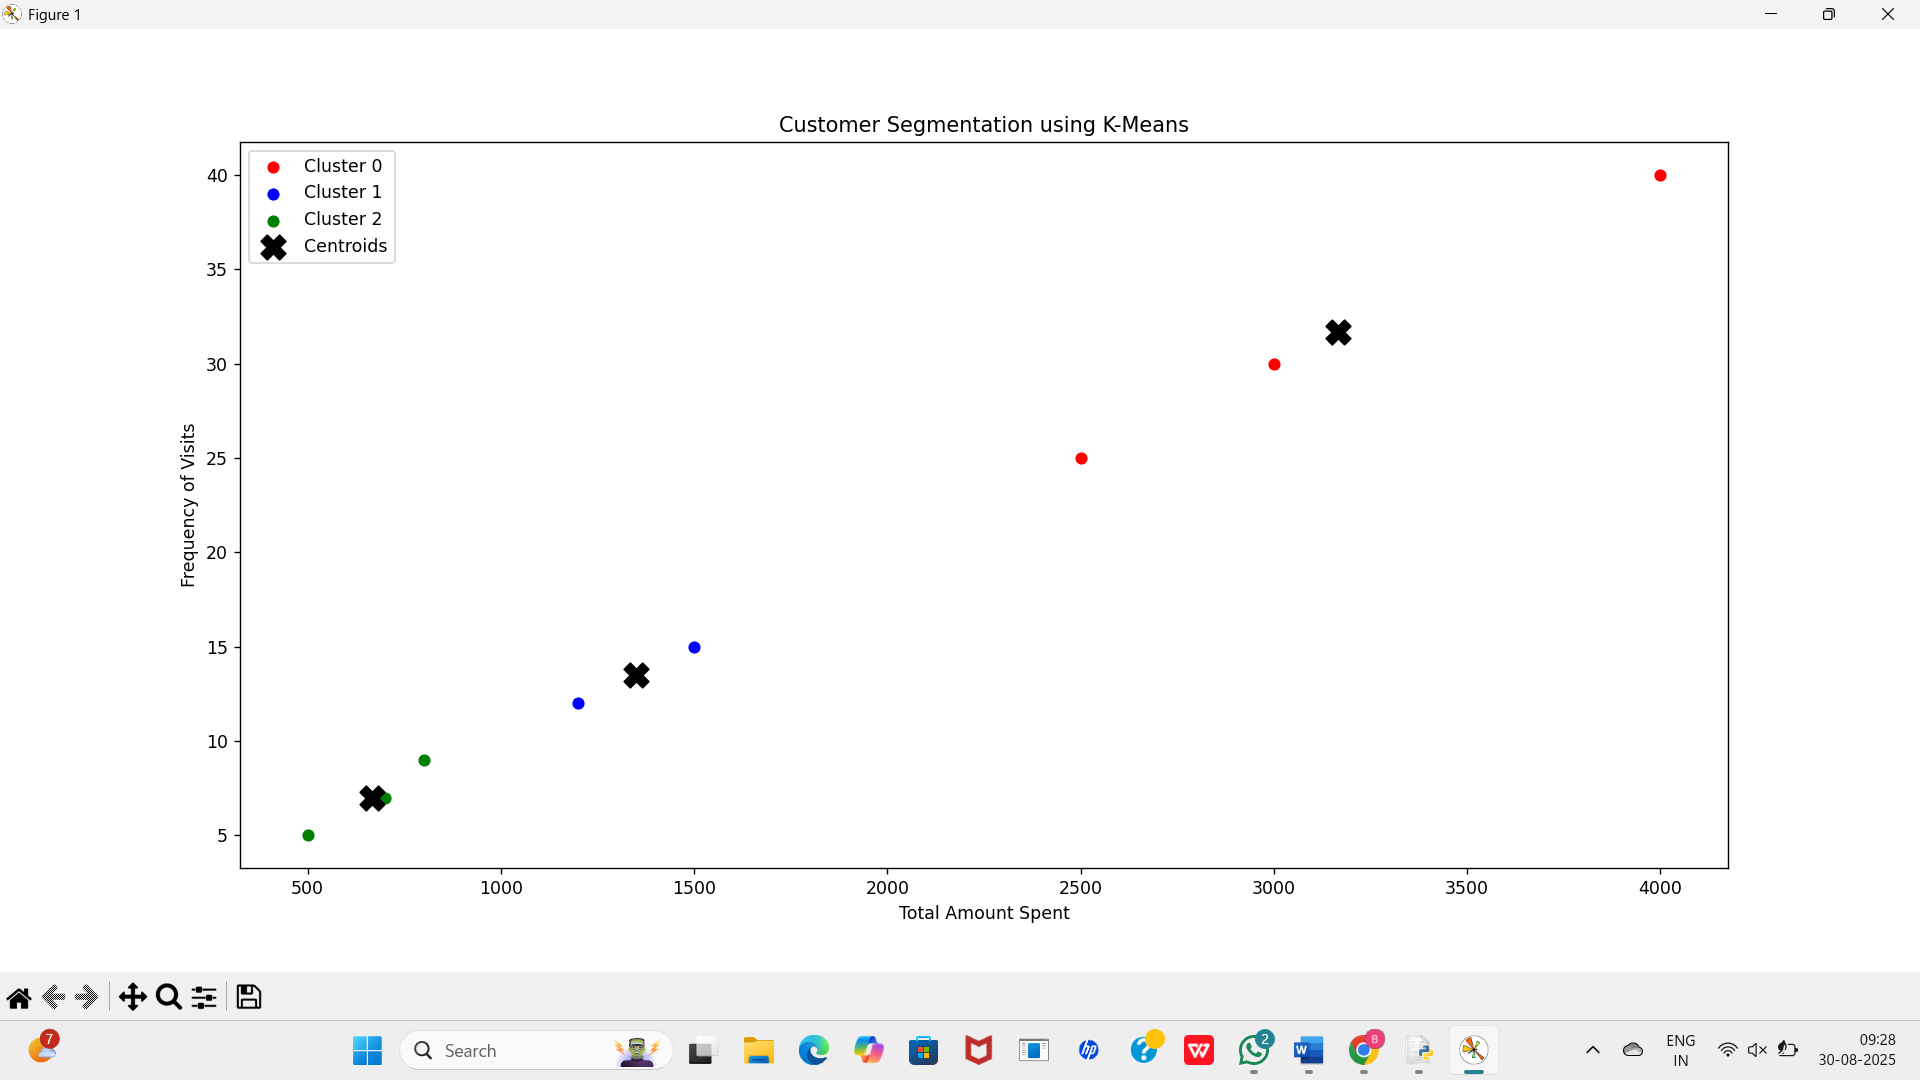 Figure 1
Customer Segmentation using K-Means
Cluster 0
Cluster 1
Cluster 2
Centroids
40
35
30
25
20
15
10
5
Frequency of Visits
500 1000 1500 2000 2500 3000 3500 4000
Total Amount Spent
7
Search
hp
W
2
W
B
ENG
IN
09:28
30-08-2025